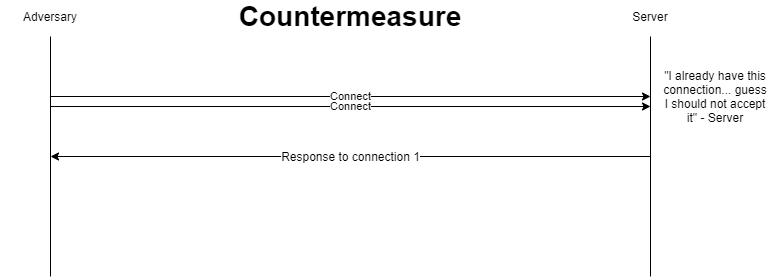 Countermeasure
Adversary
Server
"I already have this
connection... guess
I should not accept
it" - Server
Connect
Connect
Response to connection 1